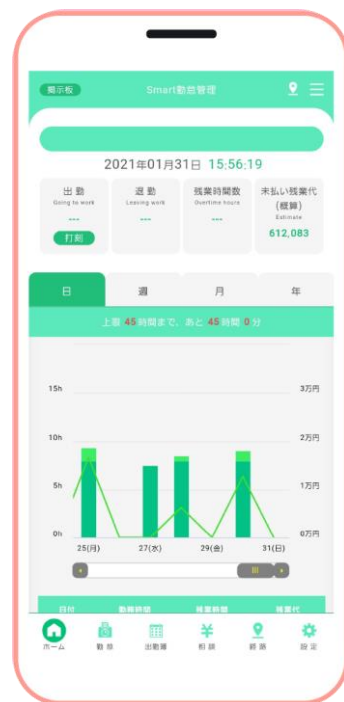 掲示板 Smart勤怠管理
2021年01月31日 15:56:19
出勤 退勤 残業時間数 未払い残業代
Going to work Leaving work Overtime hours (概算)
--- --- --- Estimate
打刻 612,083
日 週 月 年
上限 45 時間まで、あと 45 時間 0 分
15h 3万円
10h 2万円
5h 1万円
0h 0万円
25(月) 27(水) 29(金) 31(日)
日付 勤務時間 残業時間 残業代
ホーム 勤怠 出勤簿 相談 経路 設定